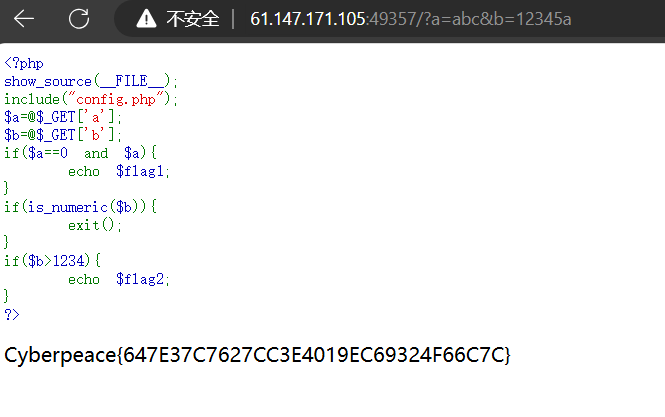 不安全 | 61.147.171.105:49357/?a=abc&b=12345a
<?php
show_source(__FILE__);
include("config.php");
$a=@$_GET['a'];
$b=@$_GET['b'];
if($a==0 and $a){
echo $flag1;
}
if(is_numeric($b)){
exit();
}
if($b>1234){
echo $flag2;
}
?>
Cyberpeace{647E37C7627CC3E4019EC69324F66C7C}